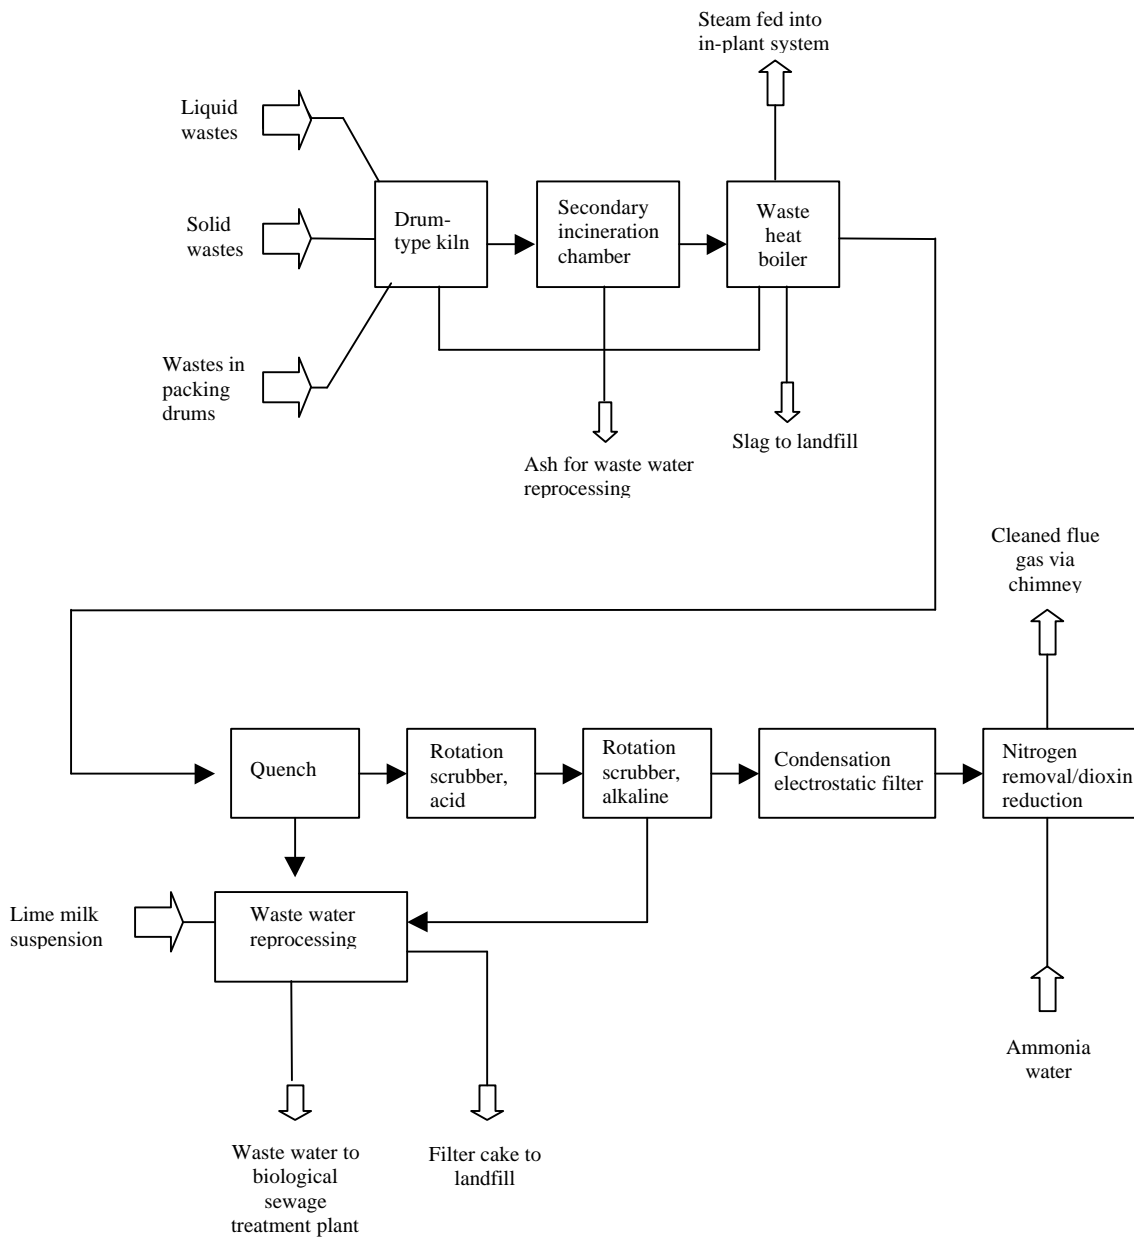 Steam fed into
in-plant system
Liquid
wastes
Solid
wastes
Wastes in
packing
drums
Drum-
type kiln
Secondary
incineration
chamber
Waste
heat
boiler
Ash for waste water
reprocessing
Slag to landfill
Cleaned flue
gas via
chimney
Quench
Rotation
scrubber,
acid
Rotation
scrubber,
alkaline
Condensation
electrostatic filter
Nitrogen
removal/dioxin
reduction
Lime milk
suspension
Waste water
reprocessing
Ammonia
water
Waste water to
biological
sewage
treatment plant
Filter cake to
landfill